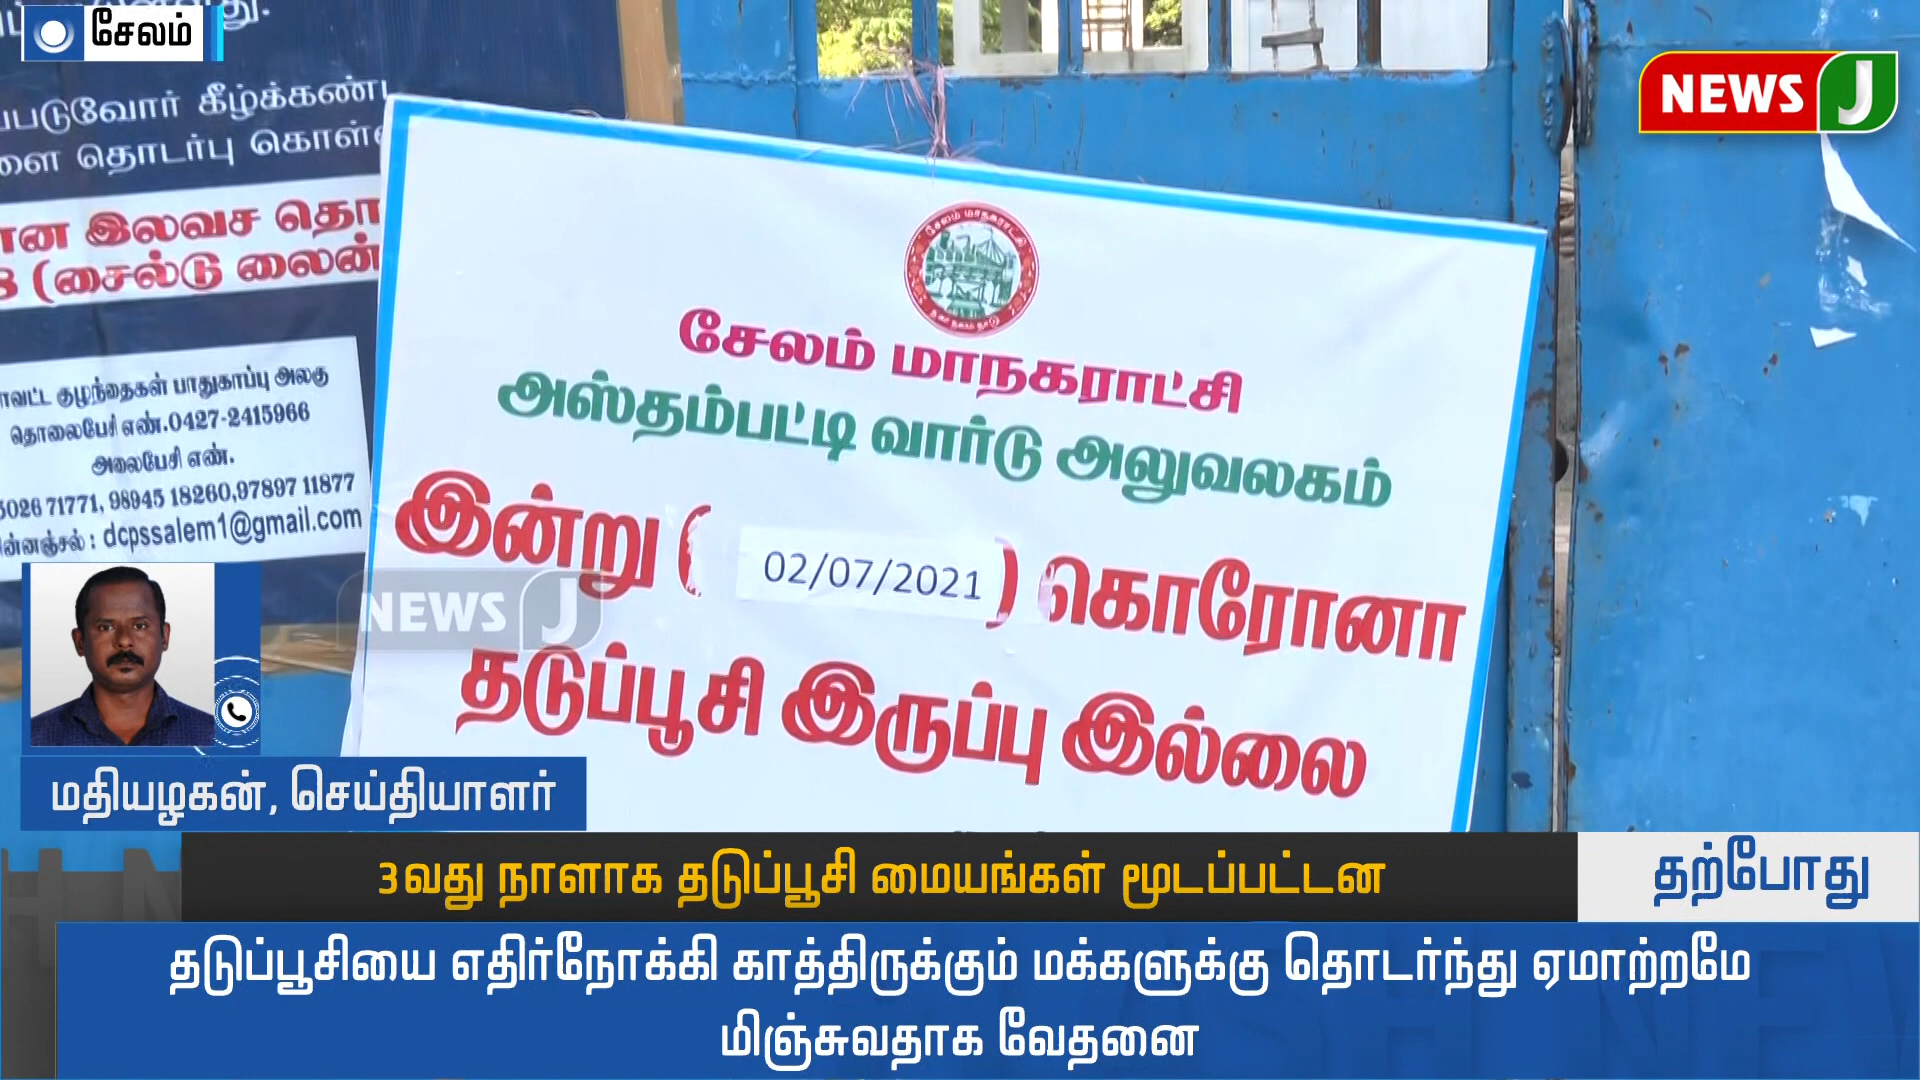 சேலம்
NEWS J
கீழ்க்கண்ட
தொடர்பு
இலவச
(சைல்டு லைன்
குழந்தைகள் பாதுகாப்பு அலகு
தொலைபேசி எண்.0427-2415966
அலைபேசி எண்.
98945 18260,97897 11877
dcpssalem1@gmail.com
சேலம் மாநகராட்சி
அஸ்தம்பட்டி வார்டு அலுவலகம்
இன்று ( 02/07/2021 ) கொரோனா
தடுப்பூசி இருப்பு இல்லை
NEWS J
மதியழகன், செய்தியாளர்
3வது நாளாக தடுப்பூசி மையங்கள் மூடப்பட்டன
தற்போது
தடுப்பூசியை எதிர்நோக்கி காத்திருக்கும் மக்களுக்கு தொடர்ந்து ஏமாற்றமே
மிஞ்சுவதாக வேதனை